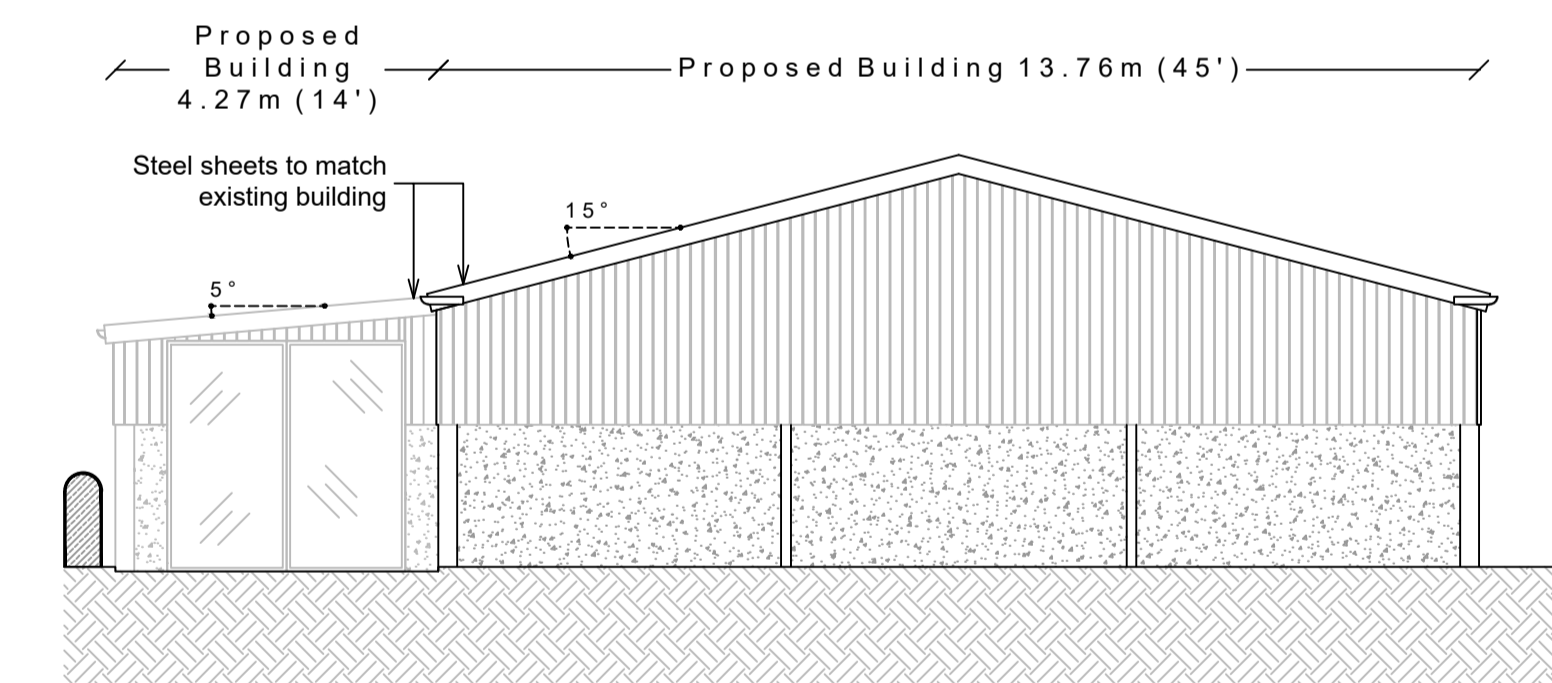 Proposed
Building
4.27m (14')
Proposed Building 13.76m (45')
Steel sheets to match
existing building
15°
5°